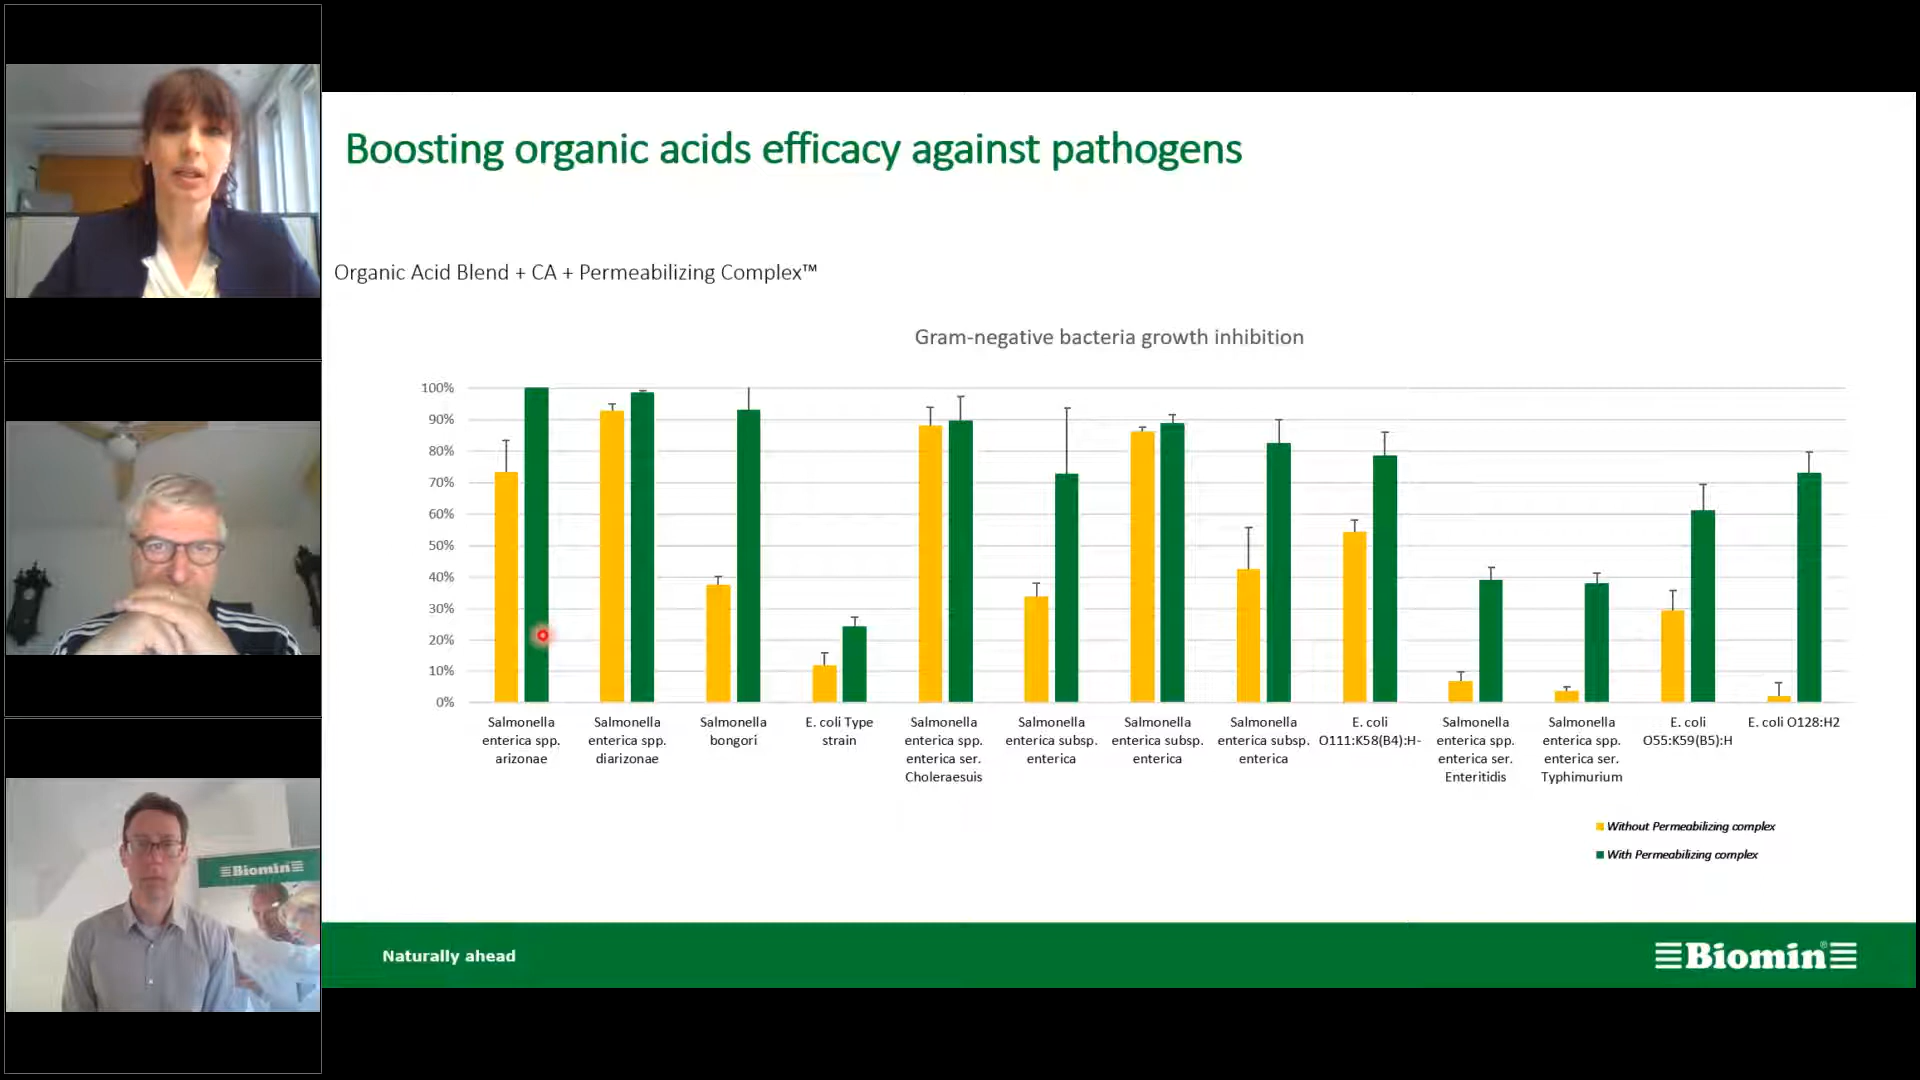 Boosting organic acids efficacy against pathogens
Organic Acid Blend + CA + Permeabilizing Complex™
Gram-negative bacteria growth inhibition
100%
90%
80%
70%
60%
50%
40%
30%
20%
10%
0%
Salmonella
enterica spp.
arizonae
Salmonella
enterica spp.
diarizonae
Salmonella
bongori
E. coli Type
strain
Salmonella
enterica spp.
enterica ser.
Choleraesuis
Salmonella
enterica subsp.
enterica
Salmonella
enterica subsp.
enterica
Salmonella
enterica subsp.
enterica
E. coli
O111:K58(B4):H-
Salmonella
enterica spp.
enterica ser.
Enteritidis
Salmonella
enterica spp.
enterica ser.
Typhimurium
E. coli
O55:K59(B5):H
E. coli O128:H2
Without Permeabilizing complex
With Permeabilizing complex
Naturally ahead
Biomin®
Biomin